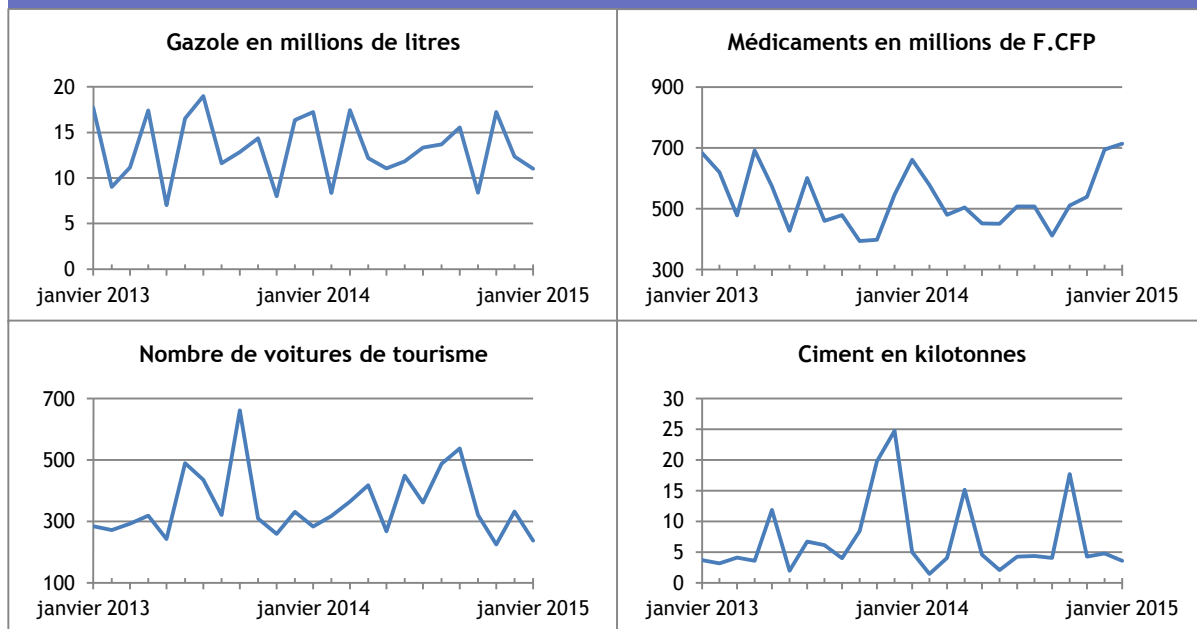 Gazole en millions de litres
20
15
10
5
0
janvier 2013 janvier 2014 janvier 2015
Médicaments en millions de F.CFP
900
700
500
300
janvier 2013 janvier 2014 janvier 2015
Nombre de voitures de tourisme
700
500
300
100
janvier 2013 janvier 2014 janvier 2015
Ciment en kilotonnes
30
25
20
15
10
5
0
janvier 2013 janvier 2014 janvier 2015